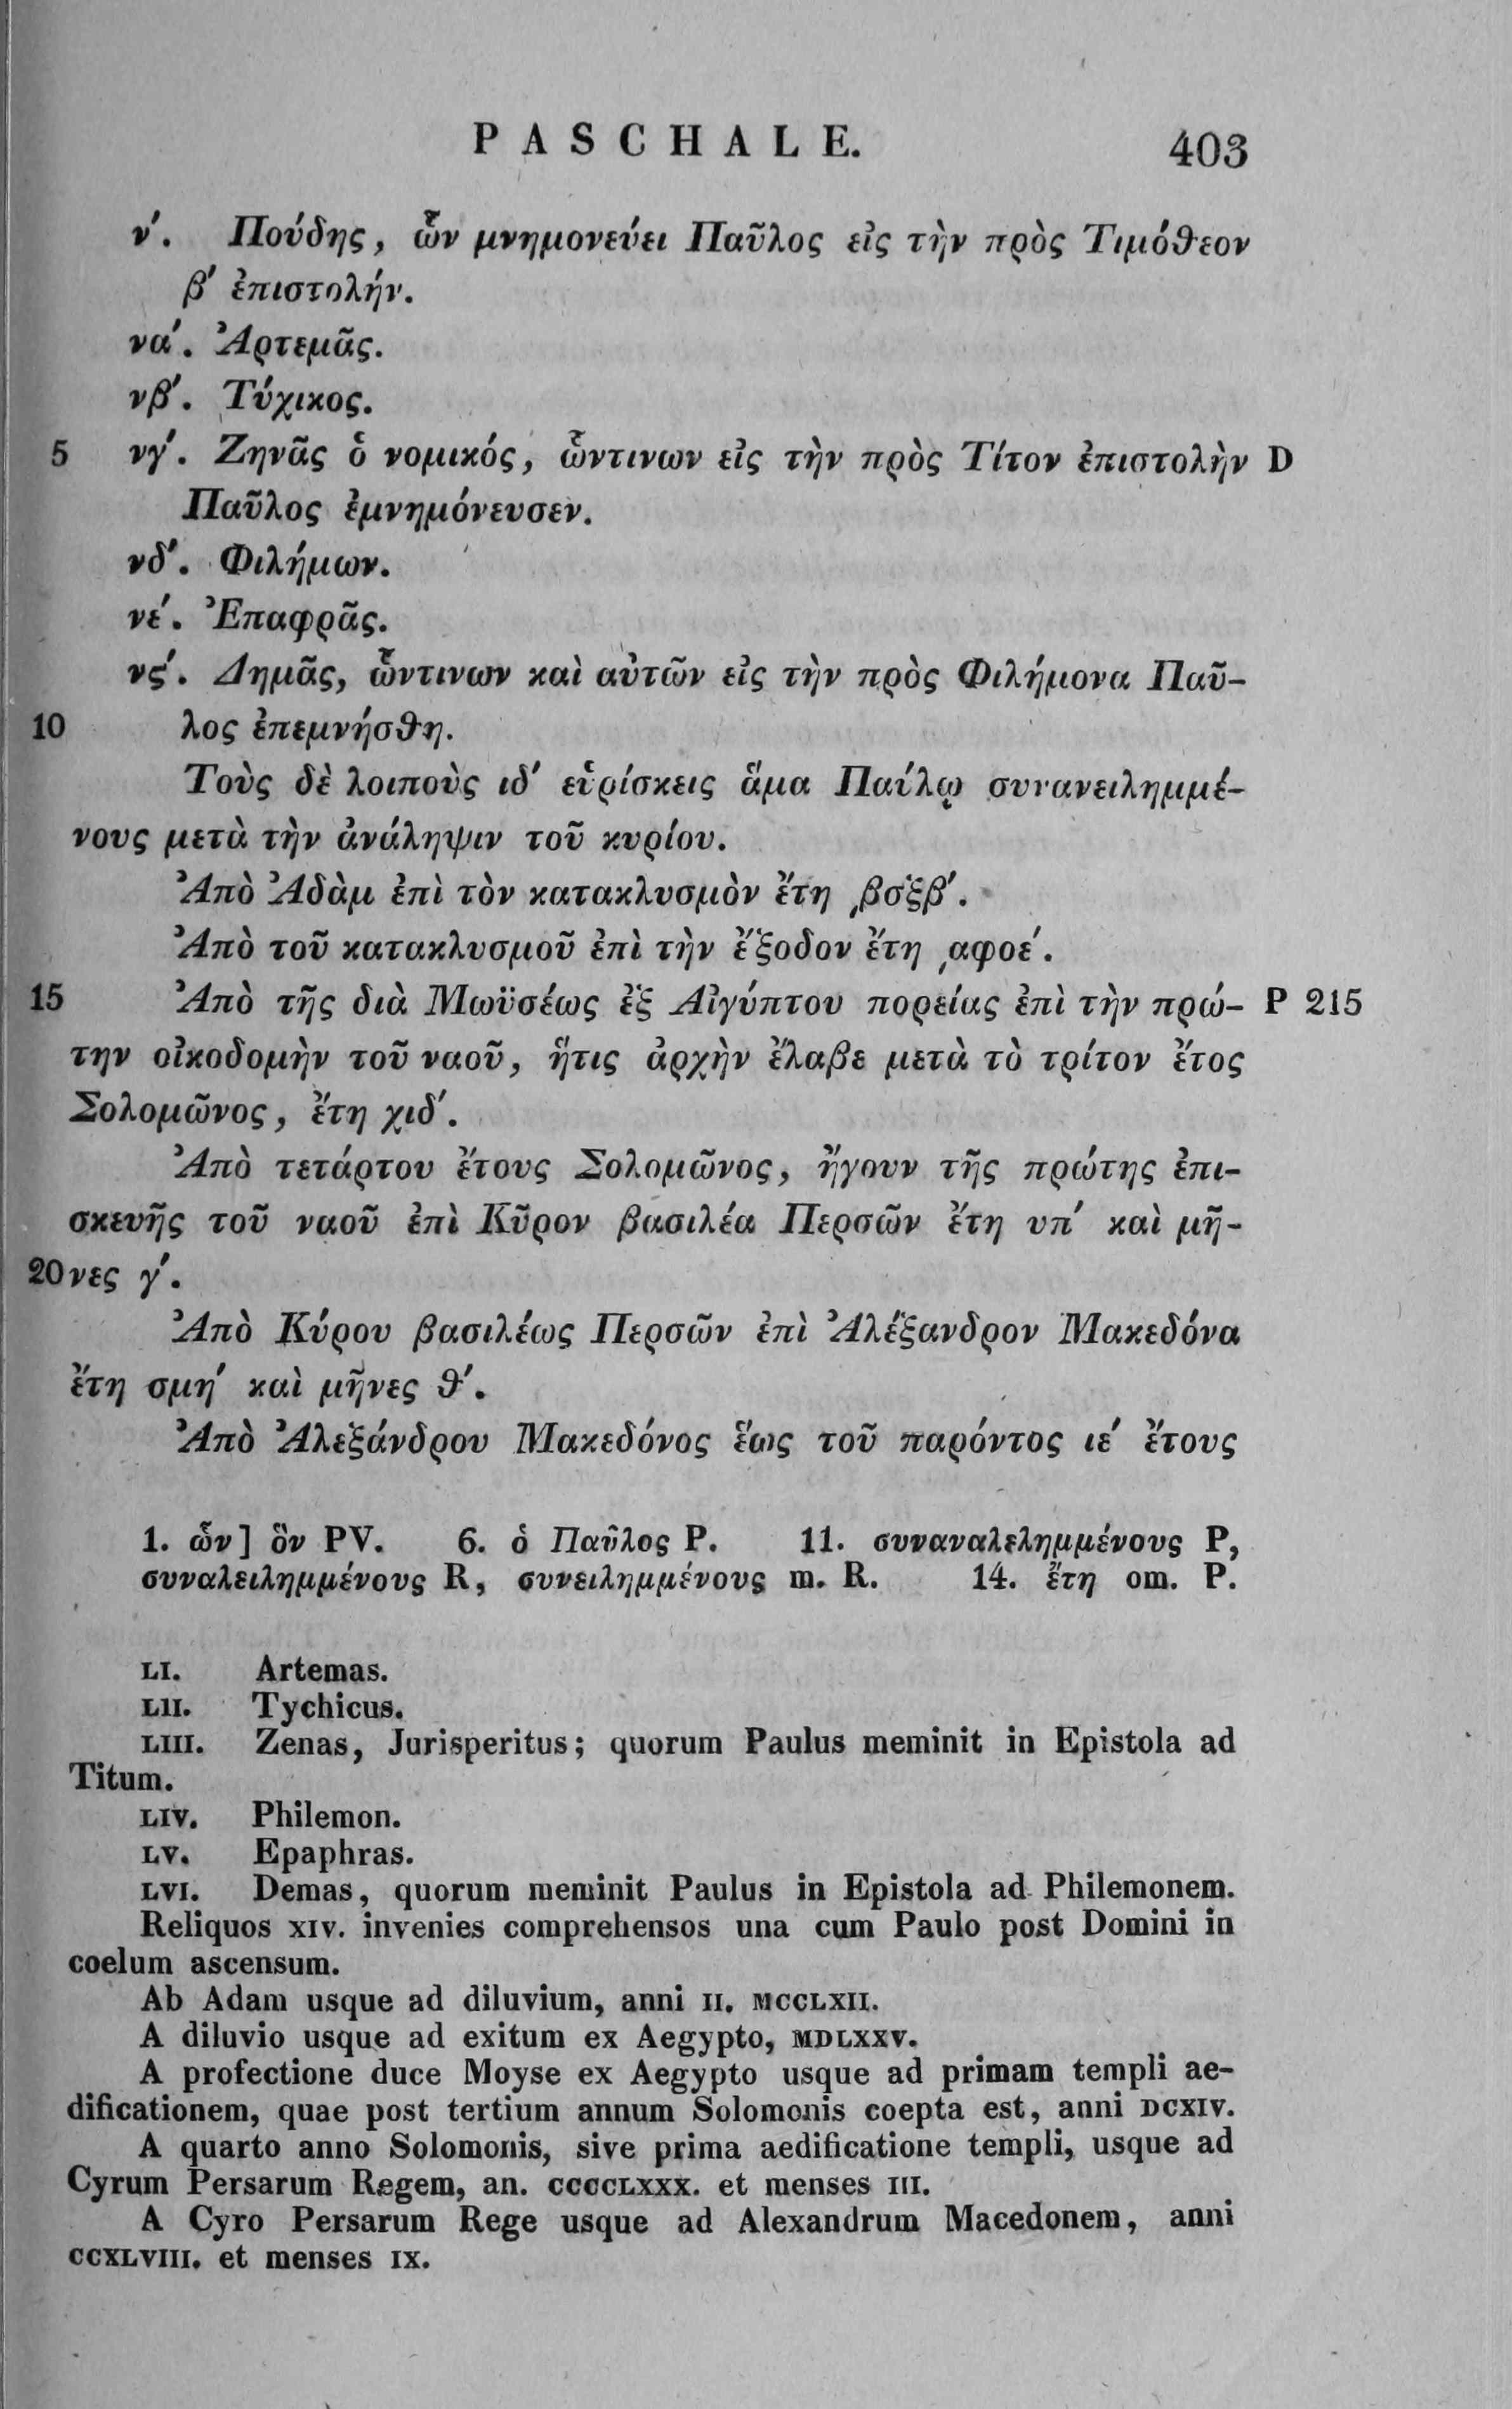 PASCHALE. 403
ν΄. Πούδης, ὧν μνημονεύει Παῦλος εἰς τὴν πρὸς Τιμόθεον
β΄ ἐπιστολήν.
να΄. Ἀρτεμᾶς.
νβ΄. Τύχικος.
5 νγ΄. Ζηνᾶς ὁ νομικός, ὧντινων εἰς τὴν πρὸς Τίτον ἐπιστολὴν D
Παῦλος ἐμνημόνευσεν.
νδ΄. Φιλήμων.
νέ. Ἐπαφρᾶς.
νς΄. Δημᾶς, ὧντινων καὶ αὐτῶν εἰς τὴν πρὸς Φιλήμονα Παῦ-
10 λος ἐπεμνήσθη.
Τοὺς δὲ λοιποὺς ιδ΄ εὑρίσκεις ἅμα Παύλῳ συνανειλημμέ-
νους μετὰ τὴν ἀνάληψιν τοῦ κυρίου.
Ἀπὸ Ἀδὰμ ἐπὶ τὸν κατακλυσμὸν ἔτη ͵βσξβ΄.
Ἀπὸ τοῦ κατακλυσμοῦ ἐπὶ τὴν ἔξοδον ἔτη ͵αφοέ.
15 Ἀπὸ τῆς διὰ Μωϋσέως ἐξ Αἰγύπτου πορείας ἐπὶ τὴν πρώ- P 215
την οἰκοδομὴν τοῦ ναοῦ, ἥτις ἀρχὴν ἔλαβε μετὰ τὸ τρίτον ἔτος
Σολομῶνος, ἔτη χιδ΄.
Ἀπὸ τετάρτου ἔτους Σολομῶνος, ἤγουν τῆς πρώτης ἐπι-
σκευῆς τοῦ ναοῦ ἐπὶ Κῦρον βασιλέα Περσῶν ἔτη υπ΄ καὶ μῆ-
20 νες γ΄.
Ἀπὸ Κύρου βασιλέως Περσῶν ἐπὶ Ἀλέξανδρον Μακεδόνα
ἔτη σμη΄ καὶ μῆνες θ΄.
Ἀπὸ Ἀλεξάνδρου Μακεδόνος ἕως τοῦ παρόντος ιέ ἔτους
1. ὧν] ὃν PV. 6. ὁ Παῦλος P. 11. συναναλελημμένους P,
συναλειλημμένους R, συνειλημμένους m. R. 14. ἔτη om. P.
LI. Artemas.
LII. Tychicus.
LIII. Zenas, Jurisperitus; quorum Paulus meminit in Epistola ad
Titum.
LIV. Philemon.
LV. Epaphras.
LVI. Demas, quorum meminit Paulus in Epistola ad Philemonem.
Reliquos XIV. invenies comprehensos una cum Paulo post Domini in
coelum ascensum.
Ab Adam usque ad diluvium, anni II. MCCLXII.
A diluvio usque ad exitum ex Aegypto, MDLXXV.
A profectione duce Moyse ex Aegypto usque ad primam templi ae-
dificationem, quae post tertium annum Solomonis coepta est, anni DCXIV.
A quarto anno Solomonis, sive prima aedificatione templi, usque ad
Cyrum Persarum Regem, an. CCCCLXXX. et menses III.
A Cyro Persarum Rege usque ad Alexandrum Macedonem, anni
CCXLVIII. et menses IX.